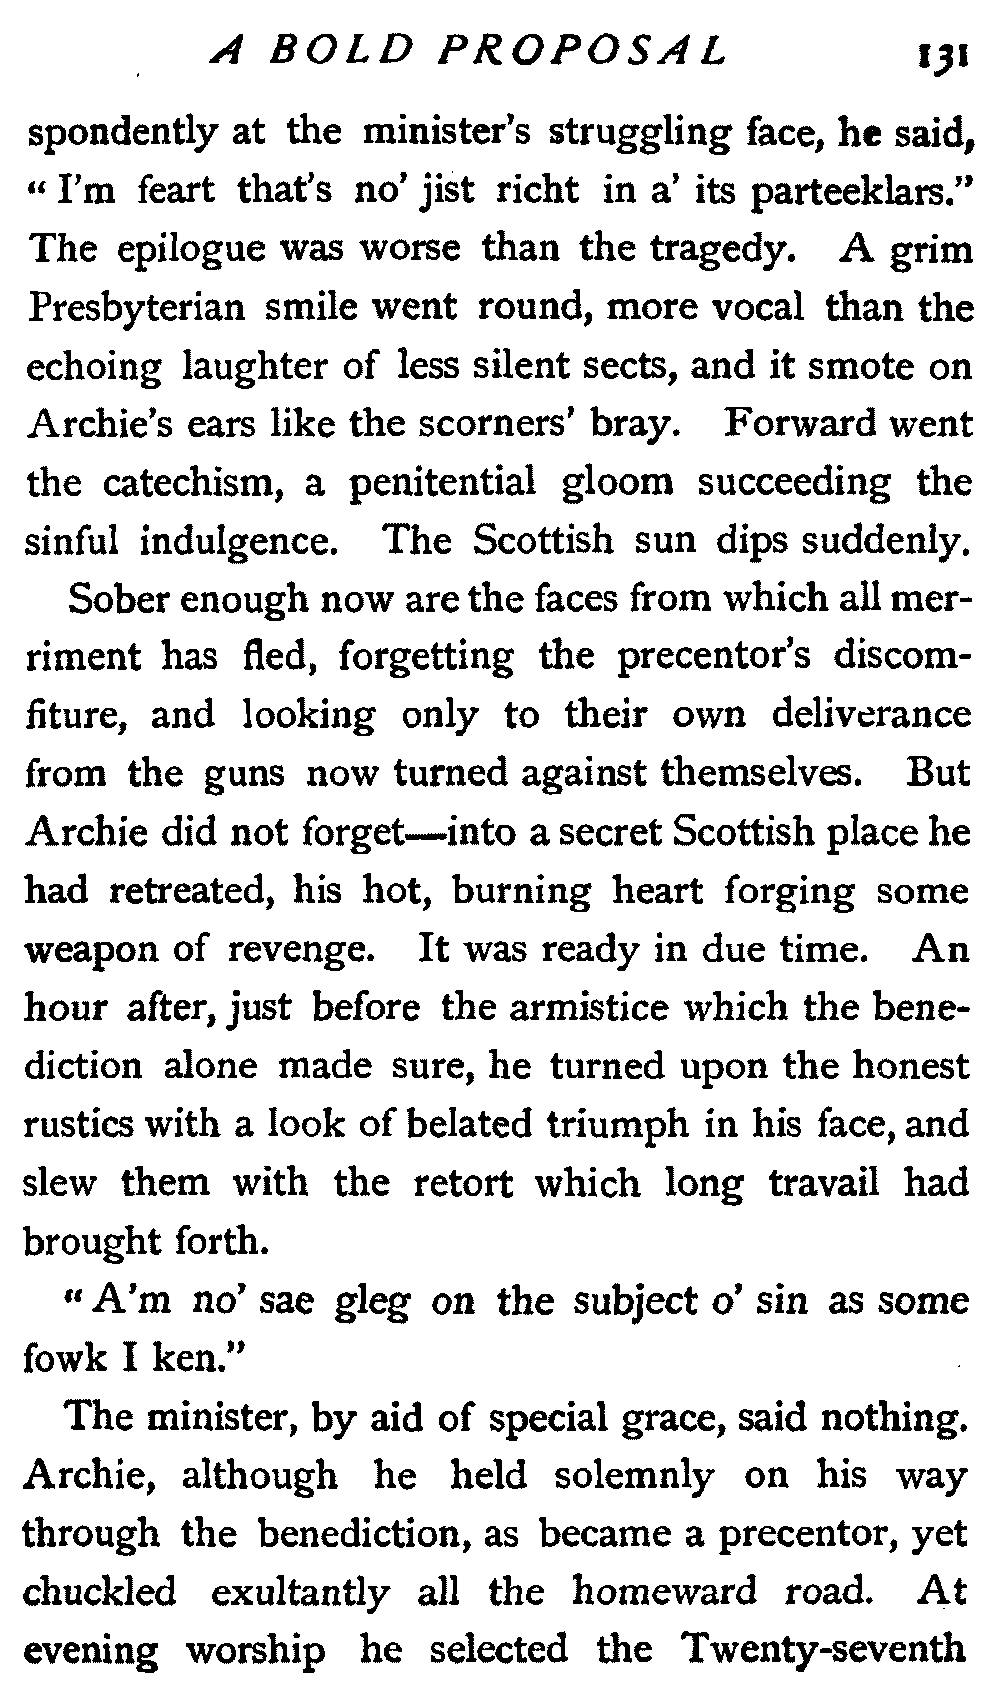 A BOLD PROPOSAL 131
spondently at the minister's struggling face, he said,
" I'm feart that's no' jist richt in a' its parteeklars."
The epilogue was worse than the tragedy. A grim
Presbyterian smile went round, more vocal than the
echoing laughter of less silent sects, and it smote on
Archie's ears like the scorners' bray. Forward went
the catechism, a penitential gloom succeeding the
sinful indulgence. The Scottish sun dips suddenly.
Sober enough now are the faces from which all mer-
riment has fled, forgetting the precentor's discom-
fiture, and looking only to their own deliverance
from the guns now turned against themselves. But
Archie did not forget—into a secret Scottish place he
had retreated, his hot, burning heart forging some
weapon of revenge. It was ready in due time. An
hour after, just before the armistice which the bene-
diction alone made sure, he turned upon the honest
rustics with a look of belated triumph in his face, and
slew them with the retort which long travail had
brought forth.
" A'm no' sae gleg on the subject o' sin as some
fowk I ken."
The minister, by aid of special grace, said nothing.
Archie, although he held solemnly on his way
through the benediction, as became a precentor, yet
chuckled exultantly all the homeward road. At
evening worship he selected the Twenty-seventh